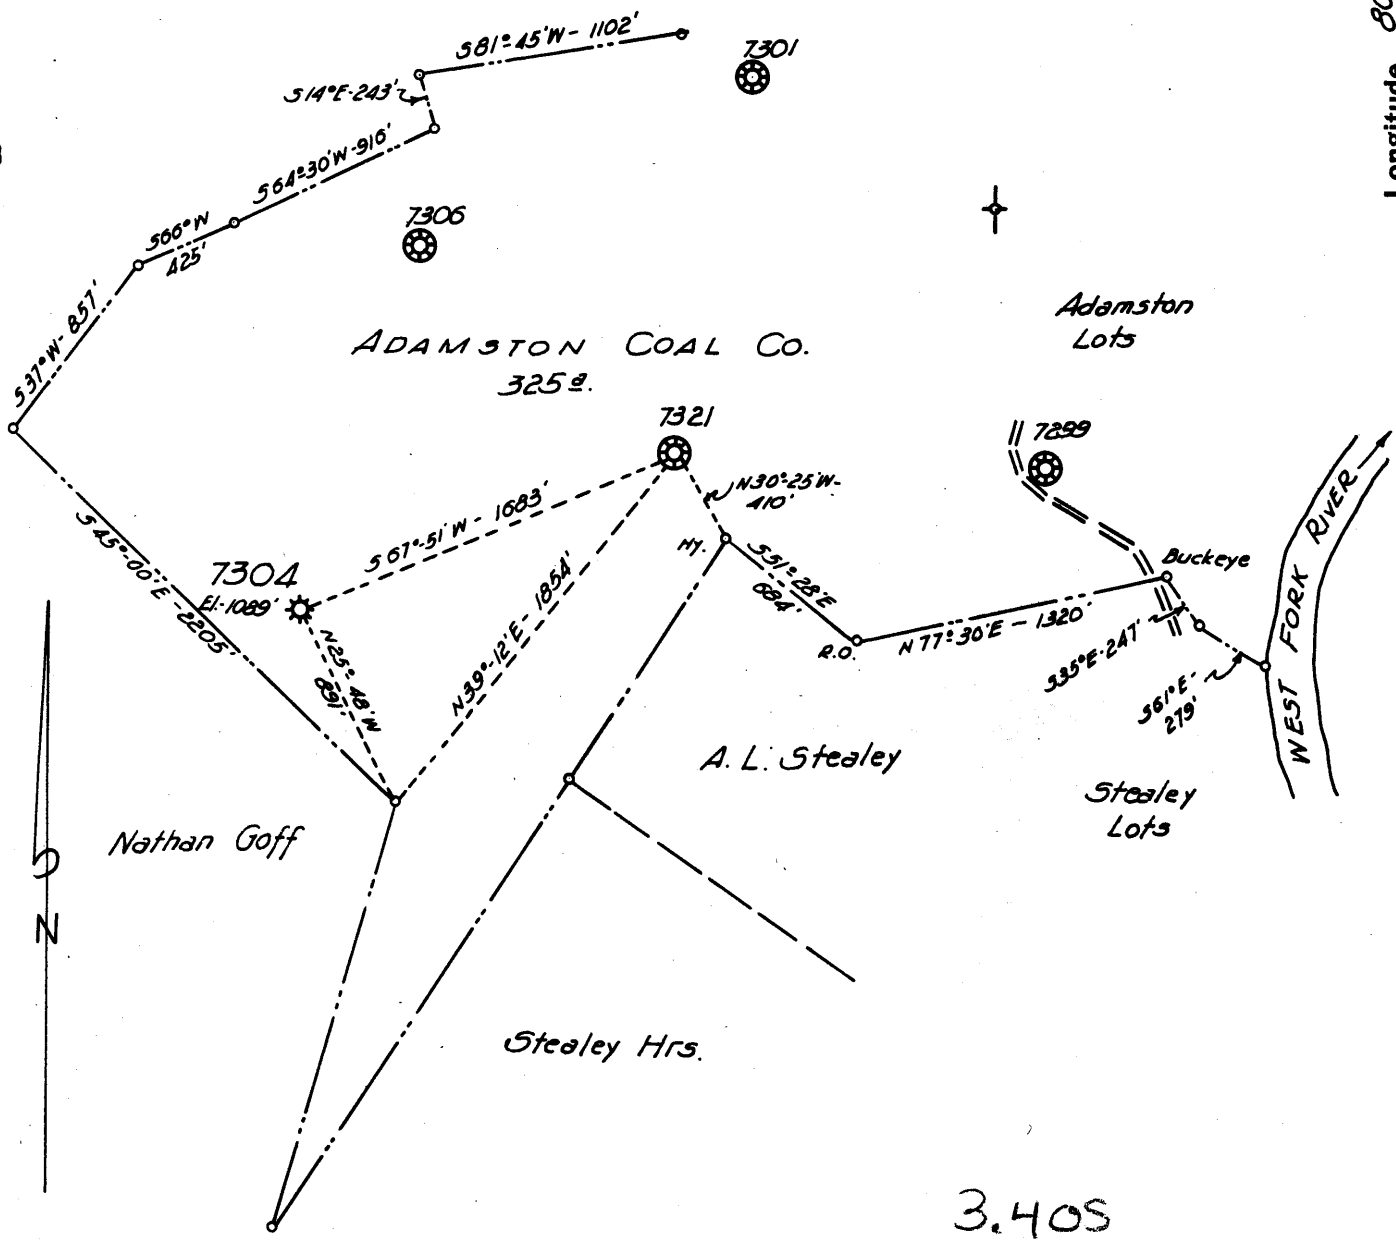 S81°-45'W - 1102'
7301
S14°E-243'
Longitude 80
S64°-30'W-916'
7306
S66°W
425'
S37°W - 857'
Adamston
Lots
ADAMSTON COAL CO.
325 a.
7321
7299
N30°-25'W-
410'
S67°-51'W - 1683'
HY.
S51°-28'E
684'
Buckeye
7304
El.-1089'
S45°-00'E - 2205'
N39°-12'E - 1854'
N25°-48'W
891'
R.O.
N77°-30'E - 1320'
S35°E-247'
S61°E-
279'
WEST FORK RIVER
A. L. Stealey
Stealey
Lots
Nathan Goff
N
Stealey Hrs.
3.40S